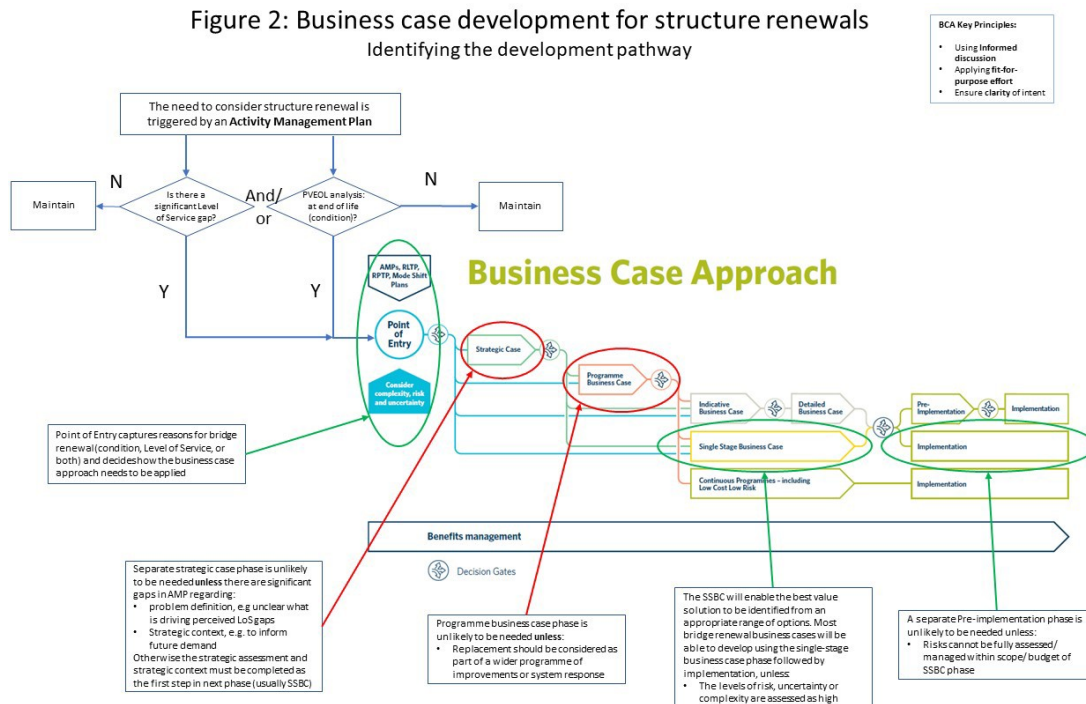 Figure 2: Business case development for structure renewals
Identifying the development pathway
BCA Key Principles:
• Using Informed
discussion
• Applying fit-for-
purpose effort
• Ensure clarity of intent
The need to consider structure renewal is
triggered by an Activity Management Plan
N
Maintain
Is there a
significant Level
of Service gap?
And/
or
PVEOL analysis:
at end of life
(condition)?
N
Maintain
Y
Y
AMPs, RLTP,
RPTP, Mode Shift
Plans
Business Case Approach
Point
of
Entry
Strategic Case
Consider
complexity, risk
and uncertainty
Programme
Business Case
Indicative
Business Case
Detailed
Business Case
Pre-
Implementation
Implementation
Single Stage Business Case
Implementation
Continuous Programmes – including
Low Cost Low Risk
Implementation
Point of Entry captures reasons for bridge
renewal (condition, Level of Service, or
both) and decides how the business case
approach needs to be applied
Benefits management
Decision Gates
Separate strategic case phase is unlikely
to be needed unless there are significant
gaps in AMP regarding:
• problem definition, e.g unclear what
is driving perceived LoS gaps
• Strategic context, e.g. to inform
future demand
Otherwise the strategic assessment and
strategic context must be completed as
the first step in next phase (usually SSBC)
Programme business case phase is
unlikely to be needed unless:
• Replacement should be considered as
part of a wider programme of
improvements or system response
The SSBC will enable the best value
solution to be identified from an
appropriate range of options. Most
bridge renewal business cases will be
able to develop using the single-stage
business case phase followed by
implementation, unless:
• The levels of risk, uncertainty or
complexity are assessed as high
A separate Pre-implementation phase is
unlikely to be needed unless:
• Risks cannot be fully assessed/
managed within scope/ budget of
SSBC phase